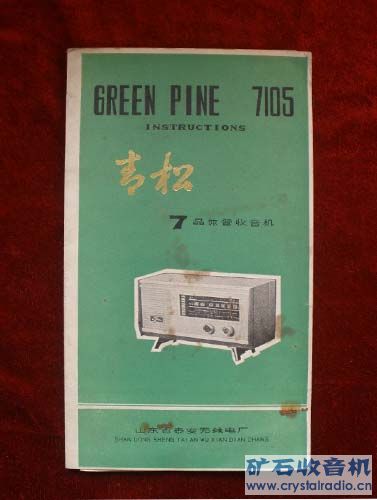 GREEN PINE 7105
INSTRUCTIONS
青松
7品体管收音机
山东省泰安无线电厂
SHAN DONG SHENG TAI AN WU XIAN DIAN CHANG
矿石收音机
www.crystalradio.cn